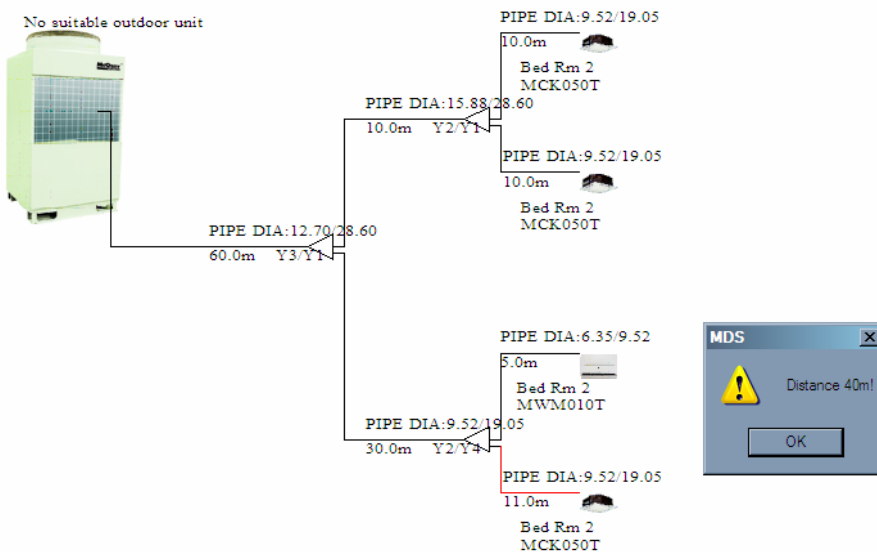 No suitable outdoor unit
McQuay
PIPE DIA:9.52/19.05
10.0m
Bed Rm 2
MCK050T
PIPE DIA:15.88/28.60
10.0m Y2/Y1
PIPE DIA:9.52/19.05
10.0m
Bed Rm 2
MCK050T
PIPE DIA:12.70/28.60
60.0m Y3/Y1
PIPE DIA:6.35/9.52
5.0m
Bed Rm 2
MWM010T
PIPE DIA:9.52/19.05
30.0m Y2/Y4
PIPE DIA:9.52/19.05
11.0m
Bed Rm 2
MCK050T
MDS
Distance 40m!
OK